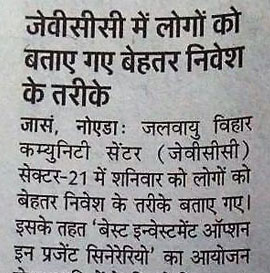 जेवीसीसी में लोगों को
बताए गए बेहतर निवेश
के तरीके
जासं, नोएडाः जलवायु विहार
कम्युनिटी सेंटर (जेवीसीसी)
सेक्टर-21 में शनिवार को लोगों को
बेहतर निवेश के तरीके बताए गए।
इसके तहत 'बेस्ट इन्वेस्टमेंट ऑप्शन
इन प्रजेंट सिनेरेरियो' का आयोजन